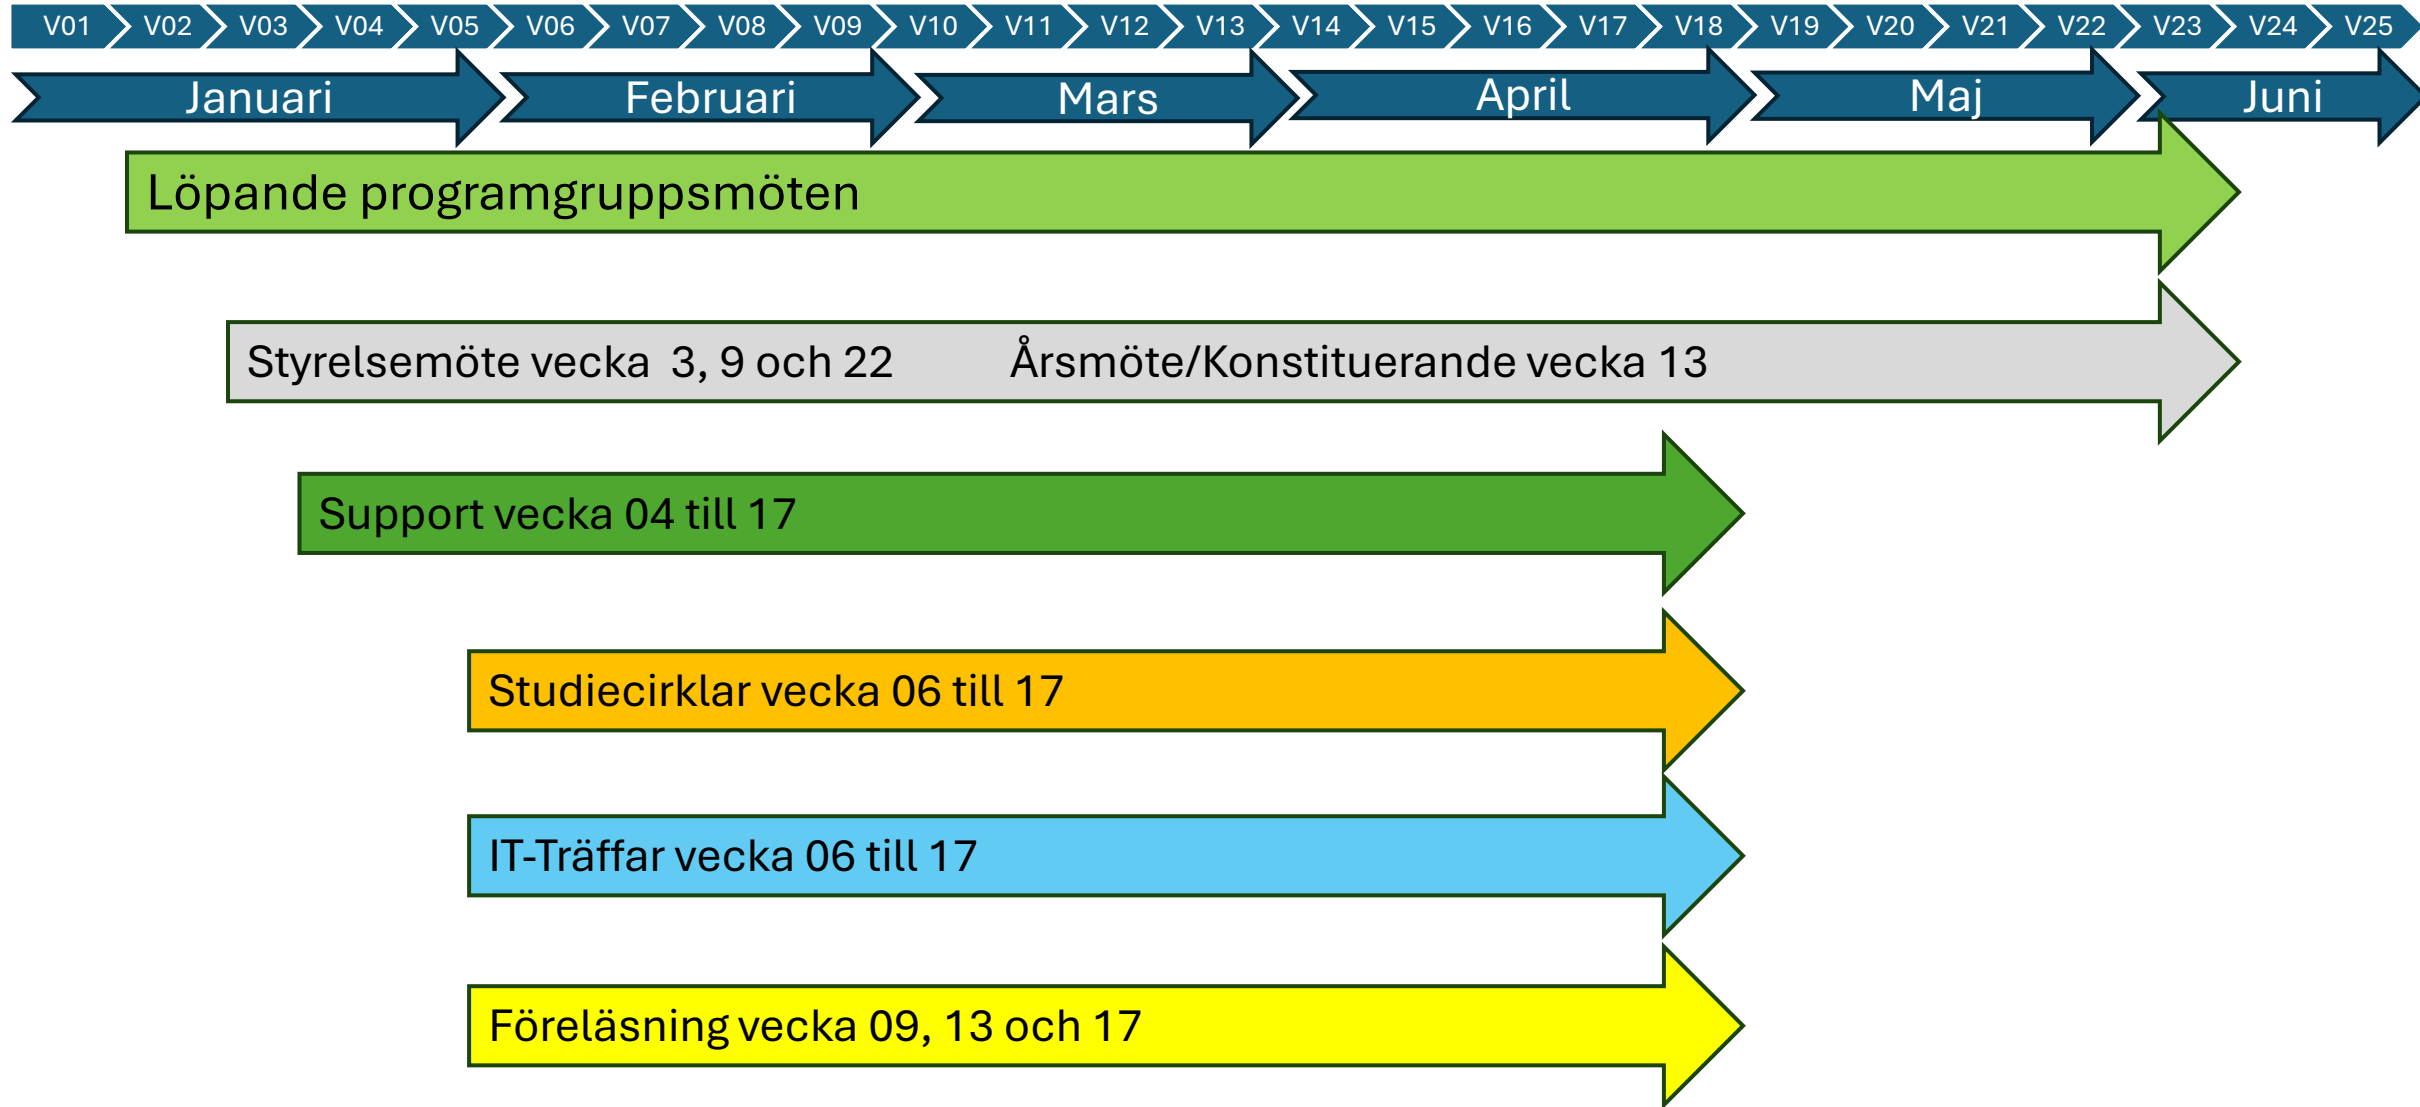 V01 V02 V03 V04 V05 V06 V07 V08 V09 V10 V11 V12 V13 V14 V15 V16 V17 V18 V19 V20 V21 V22 V23 V24 V25
Januari Februari Mars April Maj Juni
Löpande programgruppsmöten
Styrelsemöte vecka 3, 9 och 22 Årsmöte/Konstituerande vecka 13
Support vecka 04 till 17
Studiecirklar vecka 06 till 17
IT-Träffar vecka 06 till 17
Föreläsning vecka 09, 13 och 17